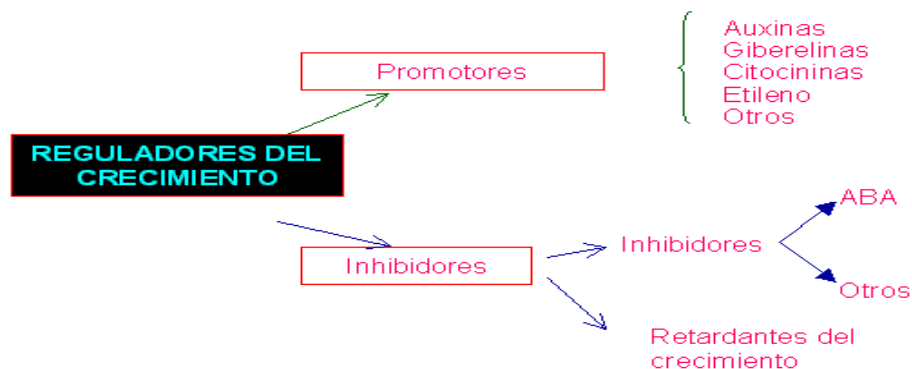 Auxinas
Giberelinas
Citocininas
Etileno
Otros
Promotores
REGULADORES DEL
CRECIMIENTO
ABA
Inhibidores
Inhibidores
Otros
Retardantes del
crecimiento